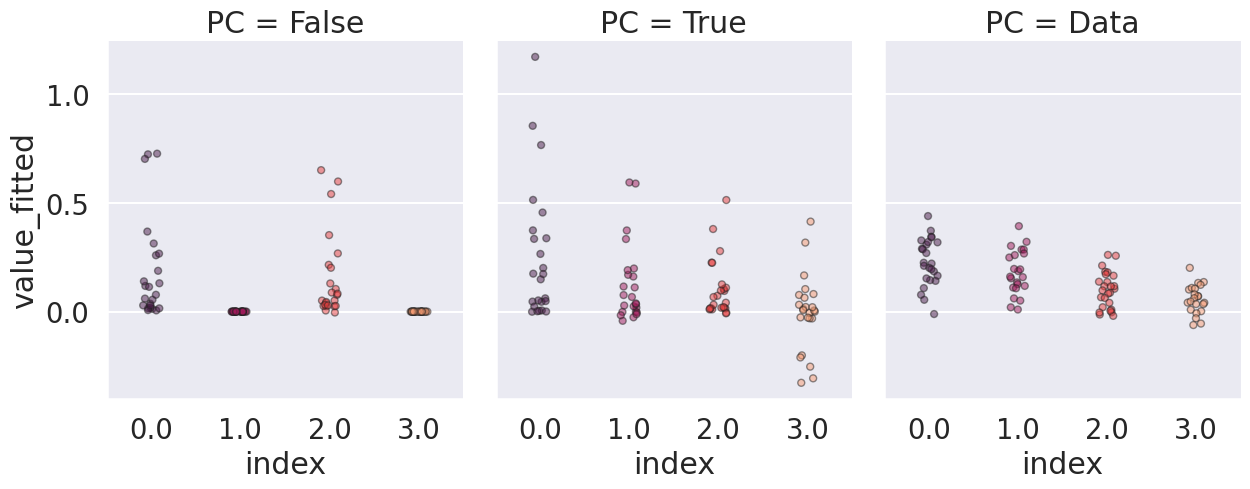 PC = False
PC = True
PC = Data
value_fitted
1.0
0.5
0.0
0.0 1.0 2.0 3.0
0.0 1.0 2.0 3.0
0.0 1.0 2.0 3.0
index
index
index